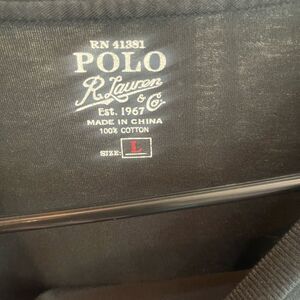 RN 41381
POLO
R. Lauren
& Co
Est. 1967
MADE IN CHINA
100% COTTON
SIZE: L